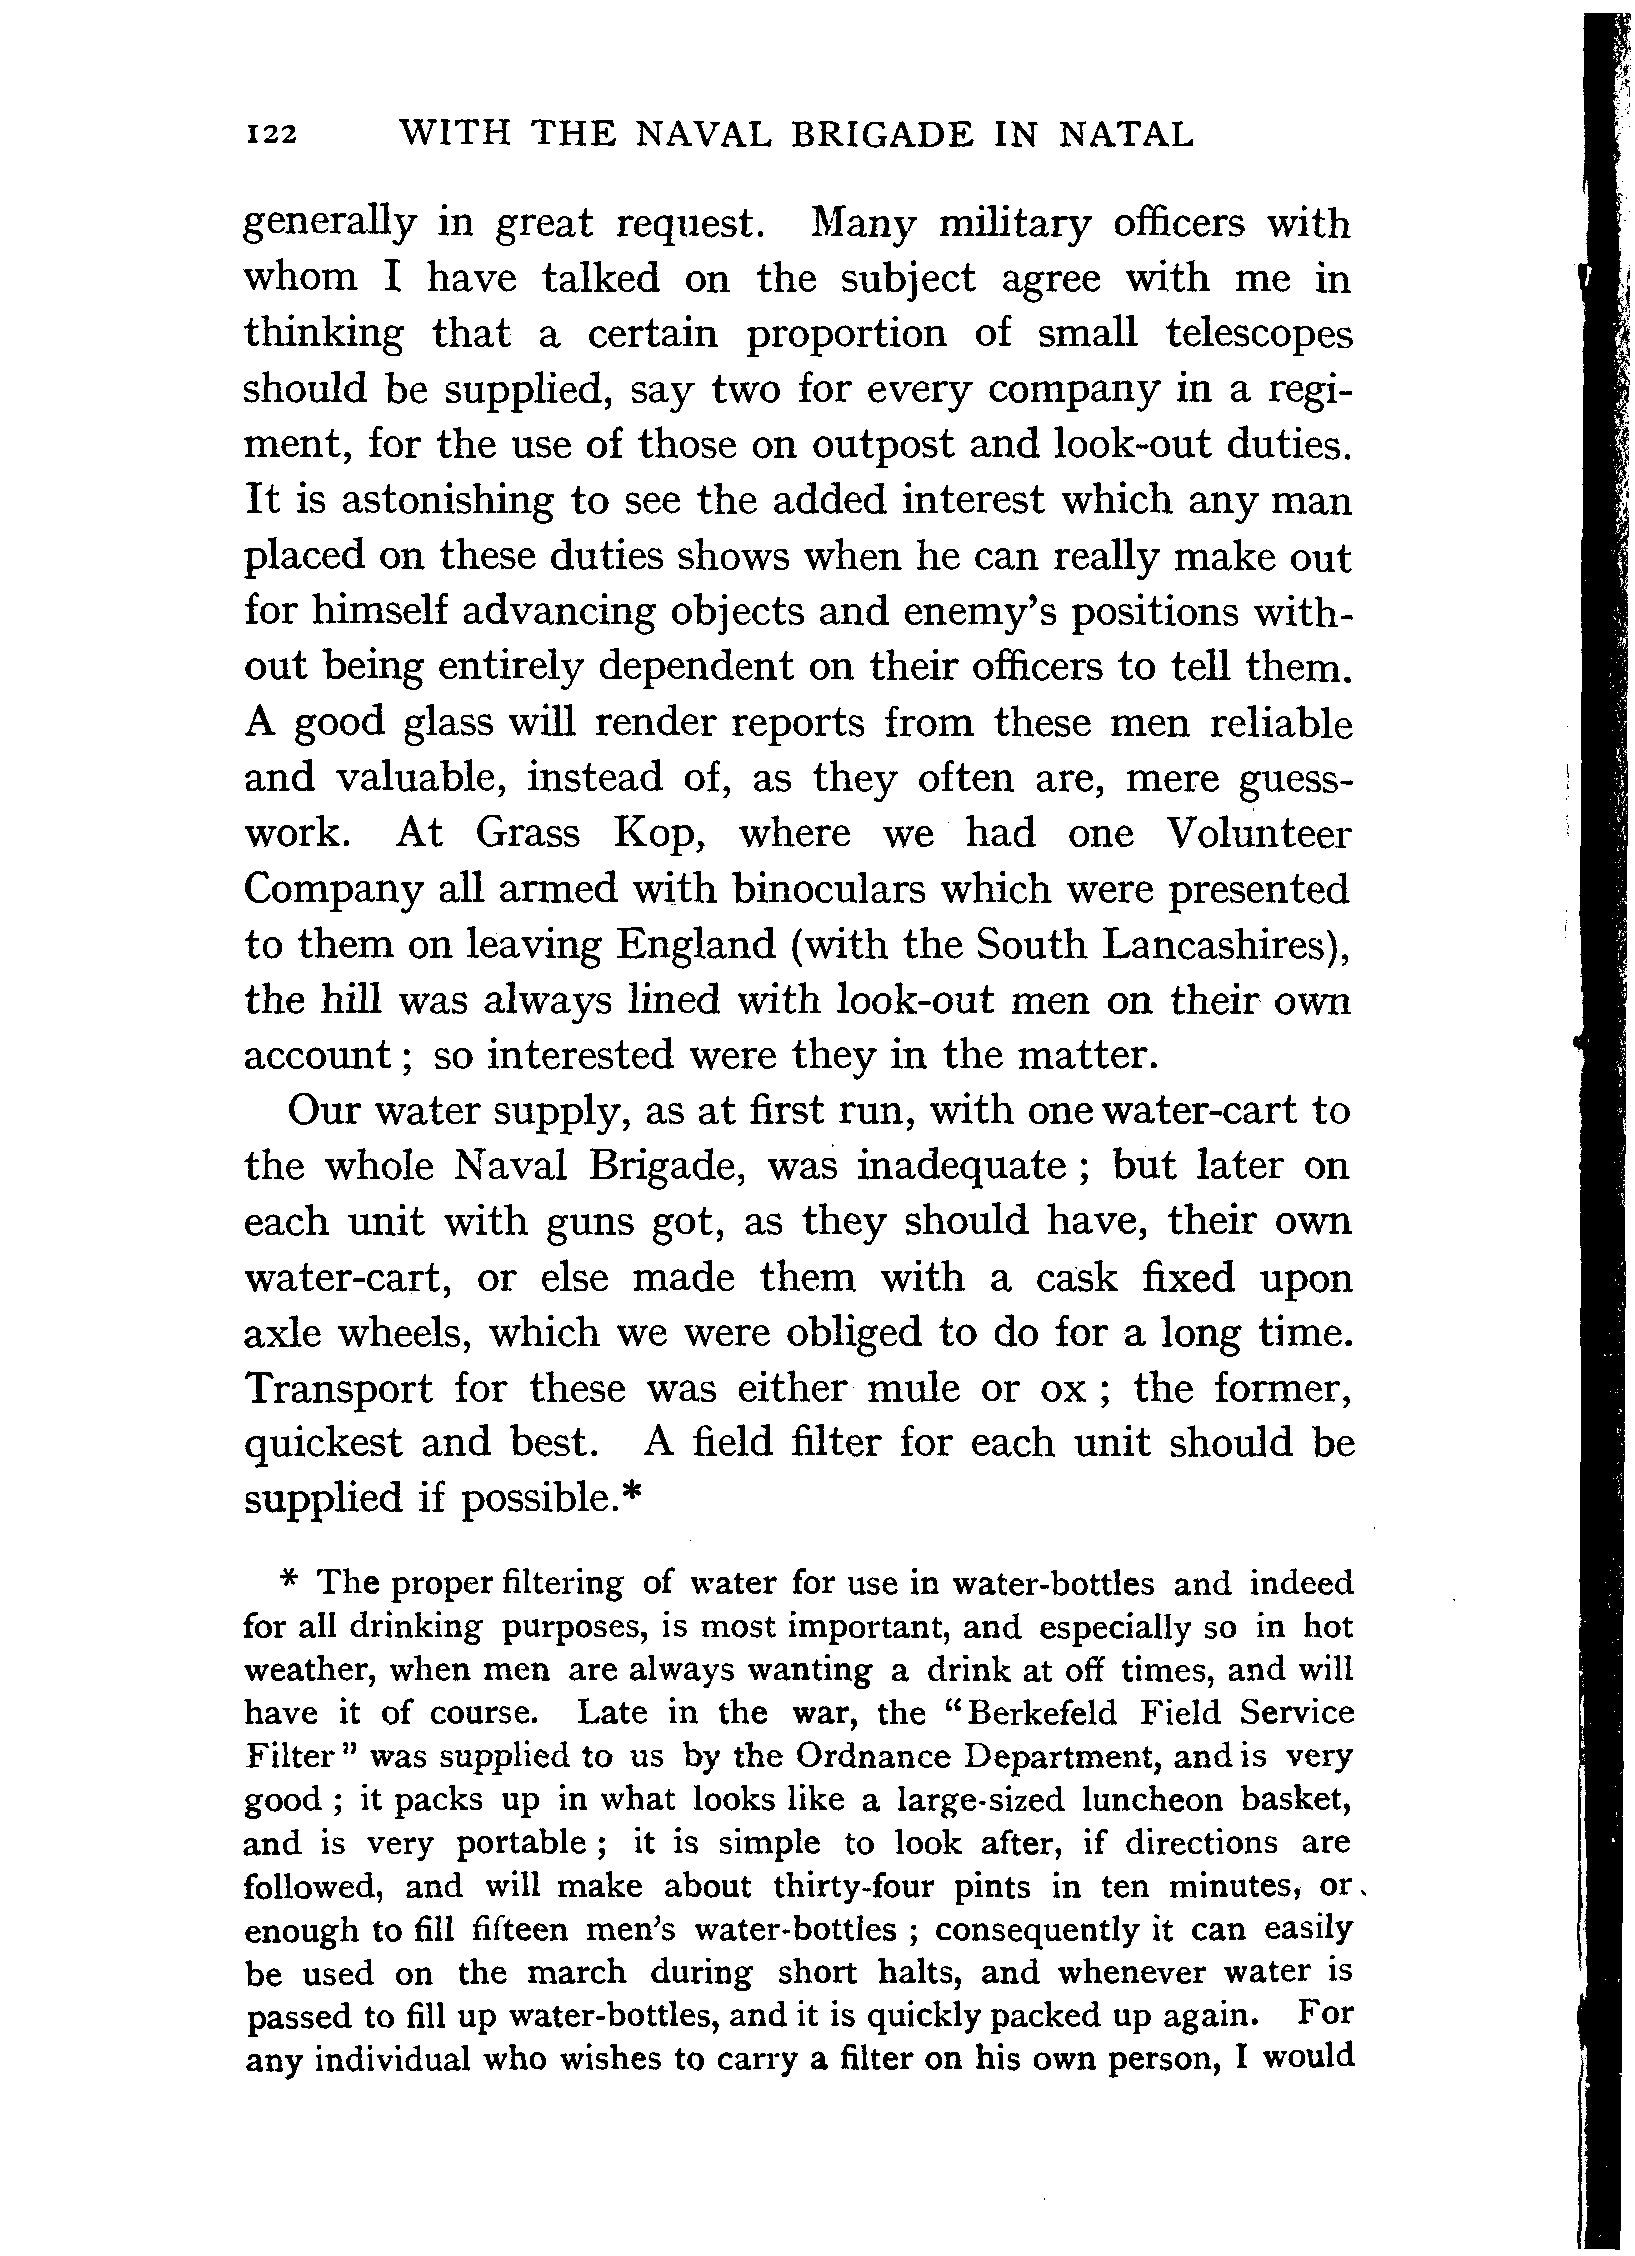 122 WITH THE NAVAL BRIGADE IN NATAL
generally in great request. Many military officers with
whom I have talked on the subject agree with me in
thinking that a certain proportion of small telescopes
should be supplied, say two for every company in a regi-
ment, for the use of those on outpost and look-out duties.
It is astonishing to see the added interest which any man
placed on these duties shows when he can really make out
for himself advancing objects and enemy's positions with-
out being entirely dependent on their officers to tell them.
A good glass will render reports from these men reliable
and valuable, instead of, as they often are, mere guess-
work. At Grass Kop, where we had one Volunteer
Company all armed with binoculars which were presented
to them on leaving England (with the South Lancashires),
the hill was always lined with look-out men on their own
account ; so interested were they in the matter.
Our water supply, as at first run, with one water-cart to
the whole Naval Brigade, was inadequate ; but later on
each unit with guns got, as they should have, their own
water-cart, or else made them with a cask fixed upon
axle wheels, which we were obliged to do for a long time.
Transport for these was either mule or ox ; the former,
quickest and best. A field filter for each unit should be
supplied if possible.*
* The proper filtering of water for use in water-bottles and indeed
for all drinking purposes, is most important, and especially so in hot
weather, when men are always wanting a drink at off times, and will
have it of course. Late in the war, the "Berkefeld Field Service
Filter" was supplied to us by the Ordnance Department, and is very
good ; it packs up in what looks like a large-sized luncheon basket,
and is very portable ; it is simple to look after, if directions are
followed, and will make about thirty-four pints in ten minutes, or
enough to fill fifteen men's water-bottles ; consequently it can easily
be used on the march during short halts, and whenever water is
passed to fill up water-bottles, and it is quickly packed up again. For
any individual who wishes to carry a filter on his own person, I would